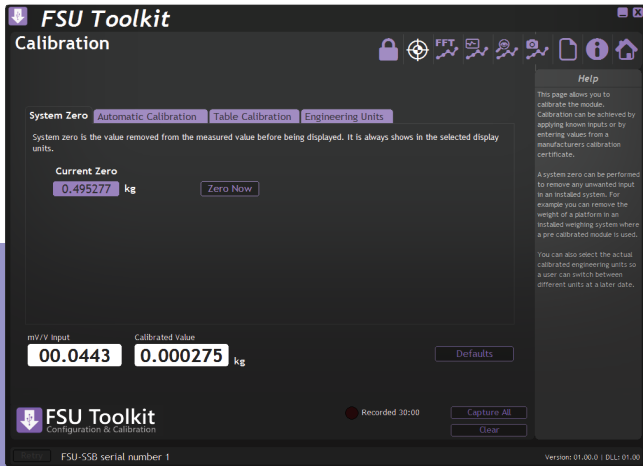 FSU Toolkit
Calibration
FFT
Help
This page allows you to
calibrate the module.
Calibration can be achieved by
applying known inputs or by
entering values from a
manufacturers calibration
certificate.
A system zero can be performed
to remove any unwanted input
in an installed system. For
example you can remove the
weight of a platform in an
installed weighing system where
a pre calibrated module is used.
You can also select the actual
calibrated engineering units so
a user can switch between
different units at a later date.
System Zero Automatic Calibration Table Calibration Engineering Units
System zero is the value removed from the measured value before being displayed. It is always shows in the selected display
units.
Current Zero
0.495277 kg Zero Now
mV/V Input Calibrated Value
00.0443 0.000275 kg Defaults
FSU Toolkit
Configuration & Calibration
Recorded 30:00 Capture All
Clear
Retry FSU-SSB serial number 1 Version: 01.00.0 | DLL: 01.00